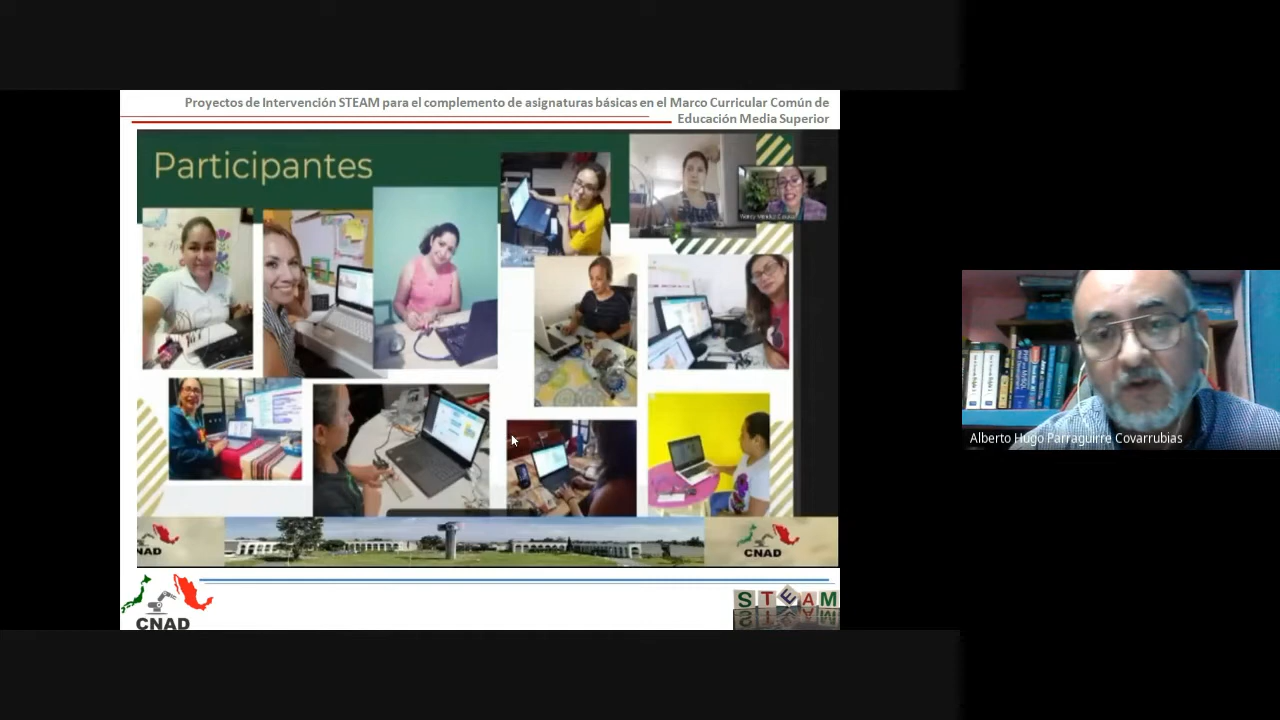 Proyectos de Intervención STEAM para el complemento de asignaturas básicas en el Marco Curricular Común de
Educación Media Superior
Participantes
CNAD
CNAD
CNAD
STEAM
Alberto Hugo Parraguirre Covarrubias